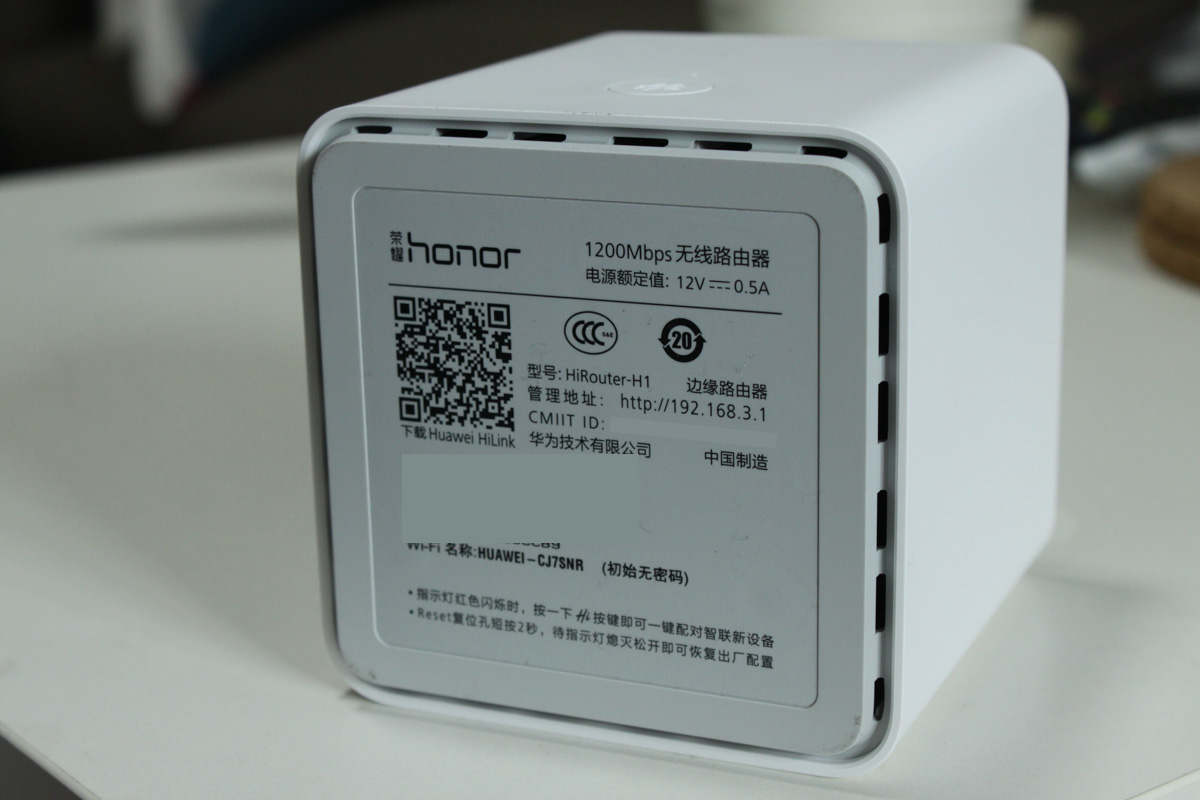 荣耀 honor
1200Mbps 无线路由器
电源额定值: 12V 0.5A
CCC S&E
20
型号: HiRouter-H1 边缘路由器
管理地址: http://192.168.3.1
CMIIT ID:
下载 Huawei HiLink
华为技术有限公司 中国制造
Wi-Fi 名称:HUAWEI-CJ7SNR (初始无密码)
•指示灯红色闪烁时，按一下 Hi 按键即可一键配对智联新设备
•Reset复位孔短按2秒，待指示灯熄灭松开即可恢复出厂配置